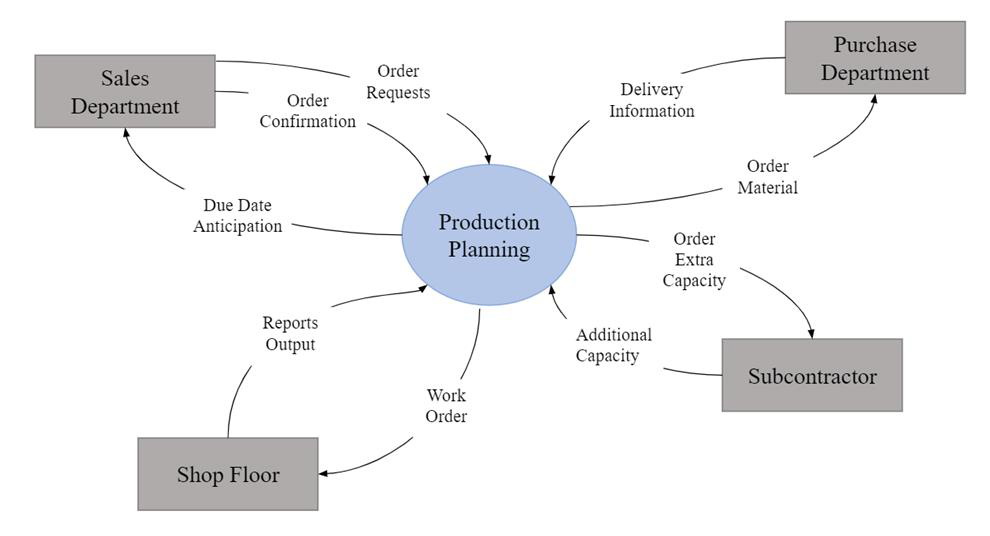 Sales
Department
Order
Requests
Order
Confirmation
Due Date
Anticipation
Purchase
Department
Delivery
Information
Order
Material
Production
Planning
Order
Extra
Capacity
Additional
Capacity
Subcontractor
Reports
Output
Work
Order
Shop Floor